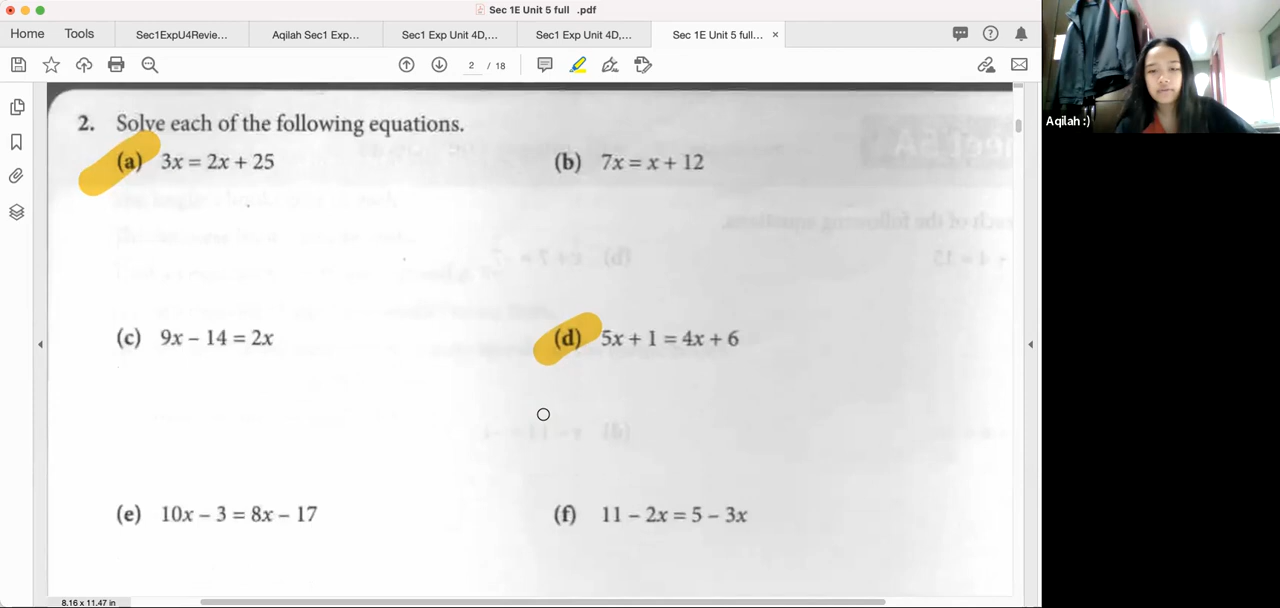 Sec 1E Unit 5 full .pdf
Home Tools Sec1ExpU4Revie... Aqilah Sec1 Exp... Sec1 Exp Unit 4D,... Sec1 Exp Unit 4D,... Sec 1E Unit 5 full... ×
2 / 18
Aqilah :)
2. Solve each of the following equations.
(a) 3x = 2x + 25 (b) 7x = x + 12
(c) 9x − 14 = 2x (d) 5x + 1 = 4x + 6
(e) 10x − 3 = 8x − 17 (f) 11 − 2x = 5 − 3x
8.16 x 11.47 in